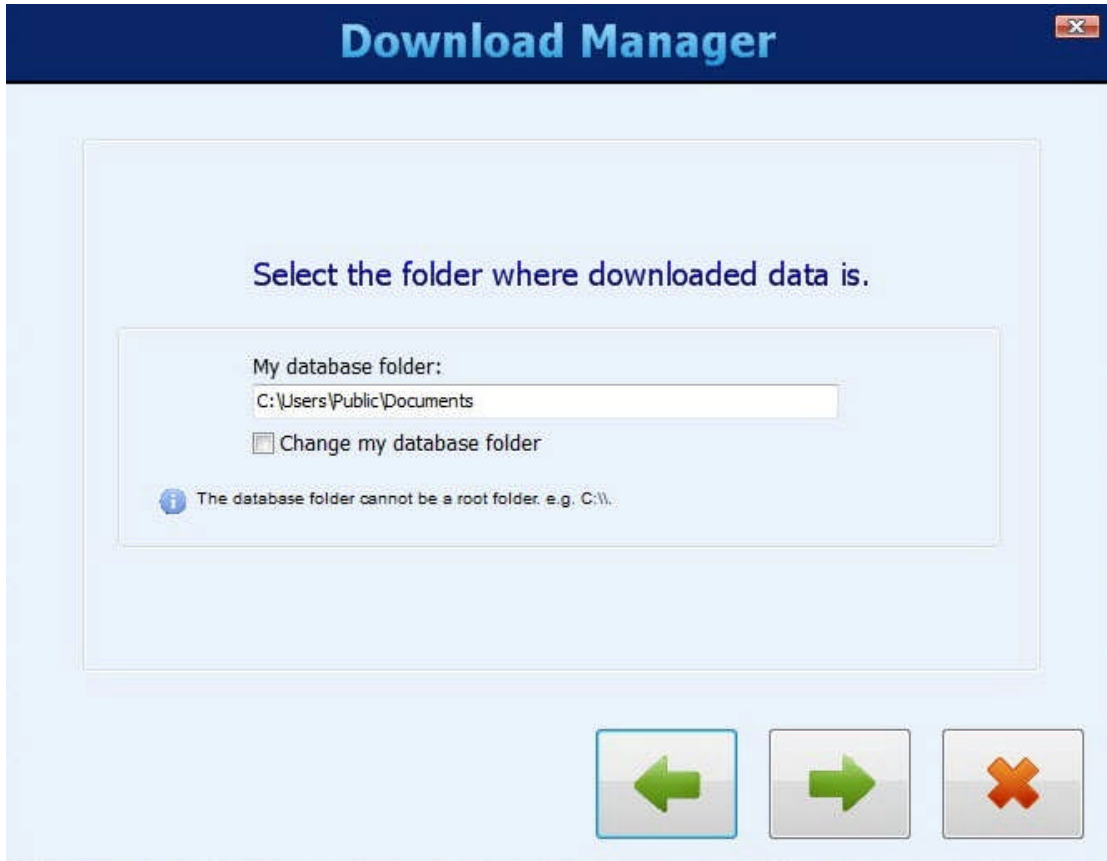 Download Manager
Select the folder where downloaded data is.
My database folder:
C:\Users\Public\Documents
Change my database folder
The database folder cannot be a root folder. e.g. C:\\.